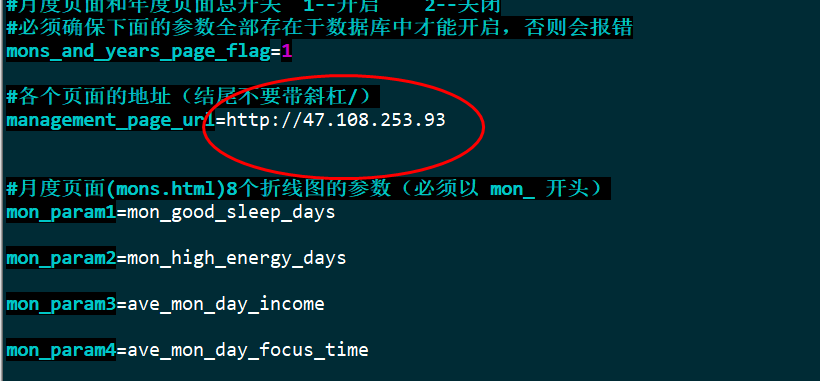 #月度页面和年度页面总开关 1--开启 2--关闭
#必须确保下面的参数全部存在于数据库中才能开启，否则会报错
mons_and_years_page_flag=1
#各个页面的地址（结尾不要带斜杠/）
management_page_url=http://47.108.253.93
#月度页面(mons.html)8个折线图的参数（必须以 mon_ 开头）
mon_param1=mon_good_sleep_days
mon_param2=mon_high_energy_days
mon_param3=ave_mon_day_income
mon_param4=ave_mon_day_focus_time